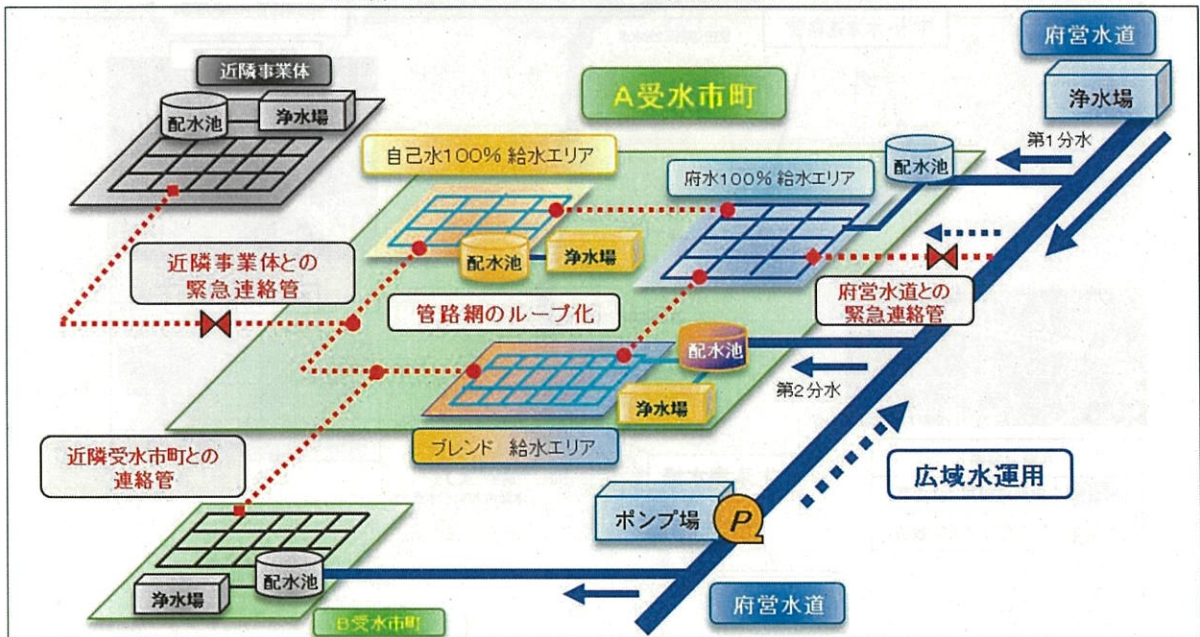 府営水道
近隣事業体
浄水場
A受水市町
配水池
浄水場
第1分水
配水池
自己水100% 給水エリア
府水100% 給水エリア
近隣事業体との
緊急連絡管
配水池
浄水場
管路網のループ化
府営水道との
緊急連絡管
配水池
第2分水
浄水場
ブレンド 給水エリア
近隣受水市町との
連絡管
広域水運用
ポンプ場
P
配水池
浄水場
府営水道
B受水市町